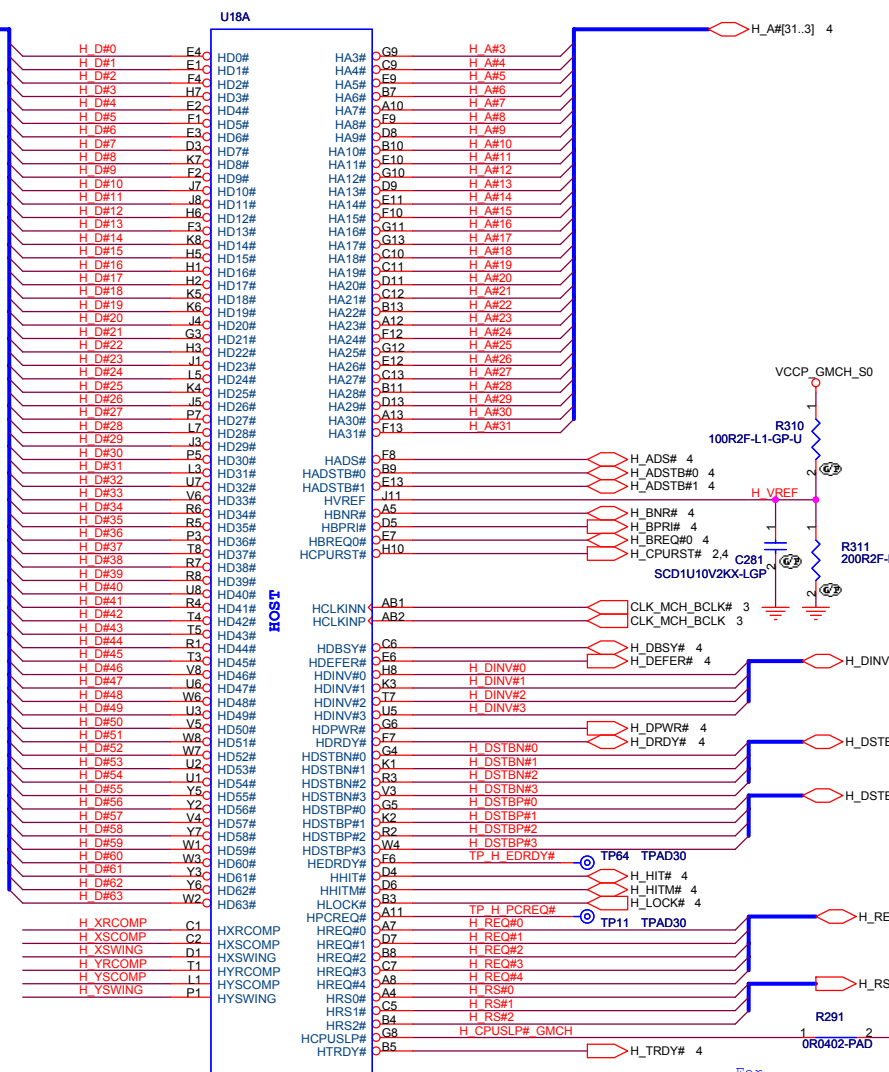 U18A
H_A#[31..3] 4
H_D#0 E4 HD0# HA3# G9 H_A#3
H_D#1 E1 HD1# HA4# C9 H_A#4
H_D#2 F4 HD2# HA5# E9 H_A#5
H_D#3 H7 HD3# HA6# B7 H_A#6
H_D#4 E2 HD4# HA7# A10 H_A#7
H_D#5 F1 HD5# HA8# F9 H_A#8
H_D#6 E3 HD6# HA9# D8 H_A#9
H_D#7 D3 HD7# HA10# B10 H_A#10
H_D#8 K7 HD8# HA11# E10 H_A#11
H_D#9 F2 HD9# HA12# G10 H_A#12
H_D#10 J7 HD10# HA13# D9 H_A#13
H_D#11 J8 HD11# HA14# E11 H_A#14
H_D#12 H6 HD12# HA15# F10 H_A#15
H_D#13 F3 HD13# HA16# G11 H_A#16
H_D#14 K8 HD14# HA17# G13 H_A#17
H_D#15 H5 HD15# HA18# C10 H_A#18
H_D#16 H1 HD16# HA19# C11 H_A#19
H_D#17 H2 HD17# HA20# D11 H_A#20
H_D#18 K5 HD18# HA21# C12 H_A#21
H_D#19 K6 HD19# HA22# B13 H_A#22
H_D#20 J4 HD20# HA23# A12 H_A#23
H_D#21 G3 HD21# HA24# F12 H_A#24
H_D#22 H3 HD22# HA25# G12 H_A#25
H_D#23 J1 HD23# HA26# E12 H_A#26
H_D#24 L5 HD24# HA27# C13 H_A#27
H_D#25 K4 HD25# HA28# B11 H_A#28
H_D#26 J5 HD26# HA29# D13 H_A#29
H_D#27 P7 HD27# HA30# A13 H_A#30
H_D#28 L7 HD28# HA31# F13 H_A#31
H_D#29 J3 HD29#
H_D#30 P5 HD30# HADS# F8 H_ADS# 4
H_D#31 L3 HD31# HADSTB#0 B9 H_ADSTB#0 4
H_D#32 U7 HD32# HADSTB#1 E13 H_ADSTB#1 4
H_D#33 V6 HD33# HVREF J11 H_VREF
H_D#34 R6 HD34# HBNR# A5 H_BNR# 4
H_D#35 R5 HD35# HBPRI# D5 H_BPRI# 4
H_D#36 P3 HD36# HBREQ0# E7 H_BREQ#0 4
H_D#37 T8 HD37# HCPURST# H10 H_CPURST# 2,4
H_D#38 R7 HD38#
H_D#39 R8 HD39#
H_D#40 U8 HD40#
H_D#41 R4 HD41# HCLKINN AB1 CLK_MCH_BCLK# 3
H_D#42 T4 HD42# HCLKINP AB2 CLK_MCH_BCLK 3
H_D#43 T5 HD43#
H_D#44 R1 HD44# HDBSY# C6 H_DBSY# 4
H_D#45 T3 HD45# HDEFER# E6 H_DEFER# 4
H_D#46 V8 HD46# HDINV#0 H8 H_DINV#0
H_D#47 U6 HD47# HDINV#1 K3 H_DINV#1
H_D#48 W6 HD48# HDINV#2 T7 H_DINV#2
H_D#49 U3 HD49# HDINV#3 U5 H_DINV#3
H_D#50 V5 HD50# HDPWR# G6 H_DPWR# 4
H_D#51 W8 HD51# HDRDY# F7 H_DRDY# 4
H_D#52 W7 HD52# HDSTBN#0 G4 H_DSTBN#0
H_D#53 U2 HD53# HDSTBN#1 K1 H_DSTBN#1
H_D#54 U1 HD54# HDSTBN#2 R3 H_DSTBN#2
H_D#55 Y5 HD55# HDSTBN#3 V3 H_DSTBN#3
H_D#56 Y2 HD56# HDSTBP#0 G5 H_DSTBP#0
H_D#57 V4 HD57# HDSTBP#1 K2 H_DSTBP#1
H_D#58 Y7 HD58# HDSTBP#2 R2 H_DSTBP#2
H_D#59 W1 HD59# HDSTBP#3 W4 H_DSTBP#3
H_D#60 W3 HD60# HEDRDY# F6 TP_H_EDRDY# TP64 TPAD30
H_D#61 Y3 HD61# HHIT# D4 H_HIT# 4
H_D#62 Y6 HD62# HHITM# D6 H_HITM# 4
H_D#63 W2 HD63# HLOCK# B3 H_LOCK# 4
HPCREQ# A11 TP_H_PCREQ# TP11 TPAD30
H_XRCOMP C1 HXRCOMP HREQ#0 A7 H_REQ#0
H_XSCOMP C2 HXSCOMP HREQ#1 D7 H_REQ#1
H_XSWING D1 HXSWING HREQ#2 B8 H_REQ#2
H_YRCOMP T1 HYRCOMP HREQ#3 C7 H_REQ#3
H_YSCOMP L1 HYSCOMP HREQ#4 A8 H_REQ#4
H_YSWING P1 HYSWING HRS0# A4 H_RS#0
HRS1# C5 H_RS#1
HRS2# B4 H_RS#2
HCPUSLP# G8 H_CPUSLP#_GMCH
HTRDY# B5 H_TRDY# 4
HOST
VCCP_GMCH_S0
1
R310
100R2F-L1-GP-U
2
1
C281
2
SCD1U10V2KX-LGP
1
R311
200R2F-
2
H_DINV
H_DSTB
H_DSTB
H_RE
H_RS
R291
1 2
0R0402-PAD